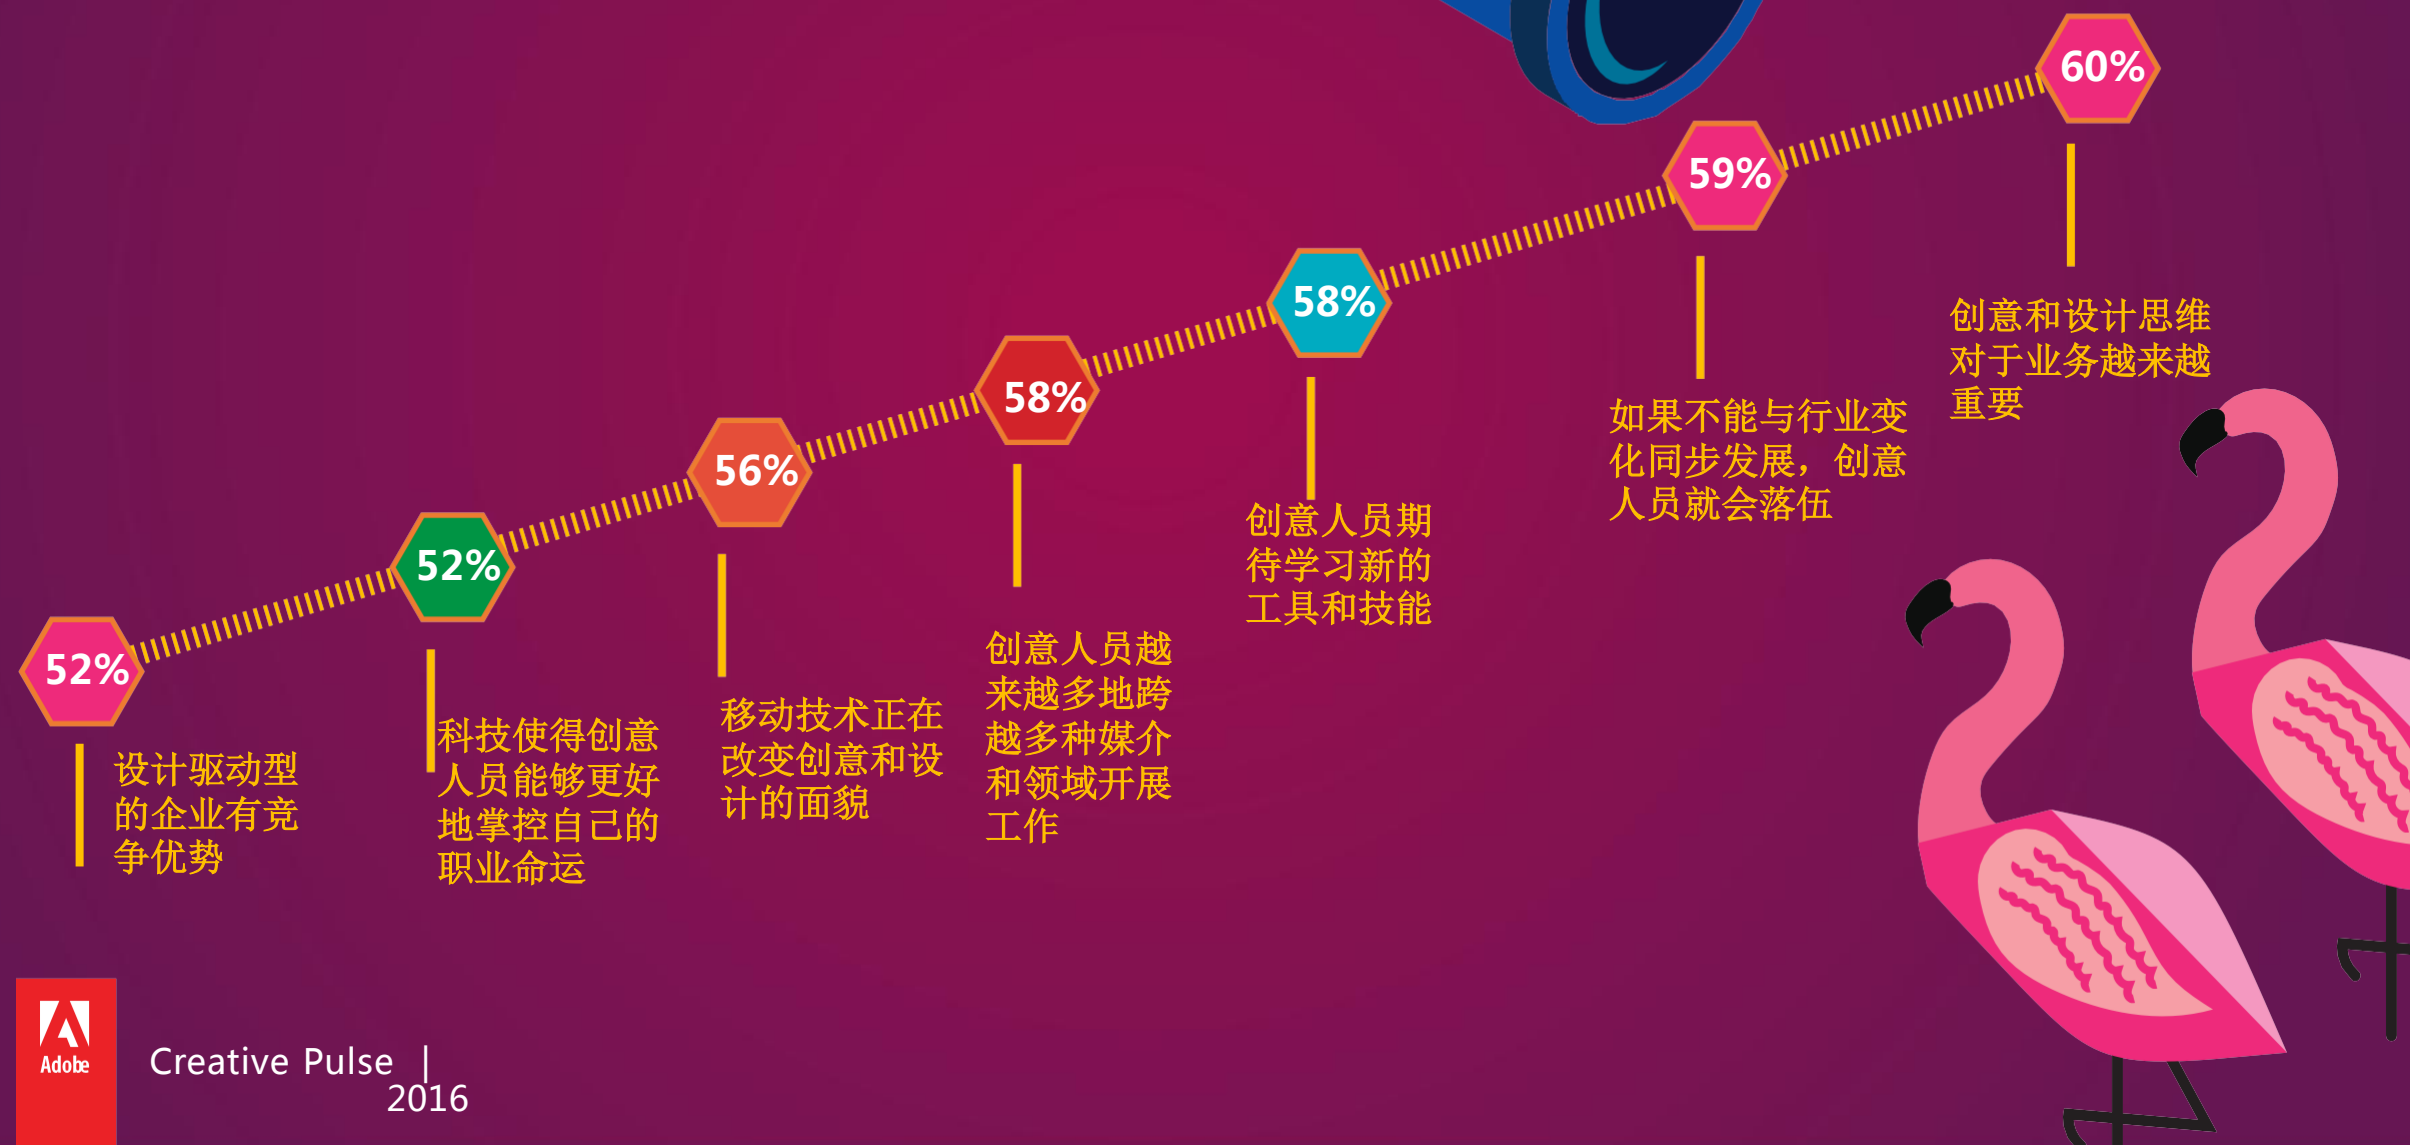 52%
设计驱动型
的企业有竞
争优势
52%
科技使得创意
人员能够更好
地掌控自己的
职业命运
56%
移动技术正在
改变创意和设
计的面貌
58%
创意人员越
来越多地跨
越多种媒介
和领域开展
工作
58%
创意人员期
待学习新的
工具和技能
59%
如果不能与行业变
化同步发展，创意
人员就会落伍
60%
创意和设计思维
对于业务越来越
重要
Adobe
Creative Pulse |
2016